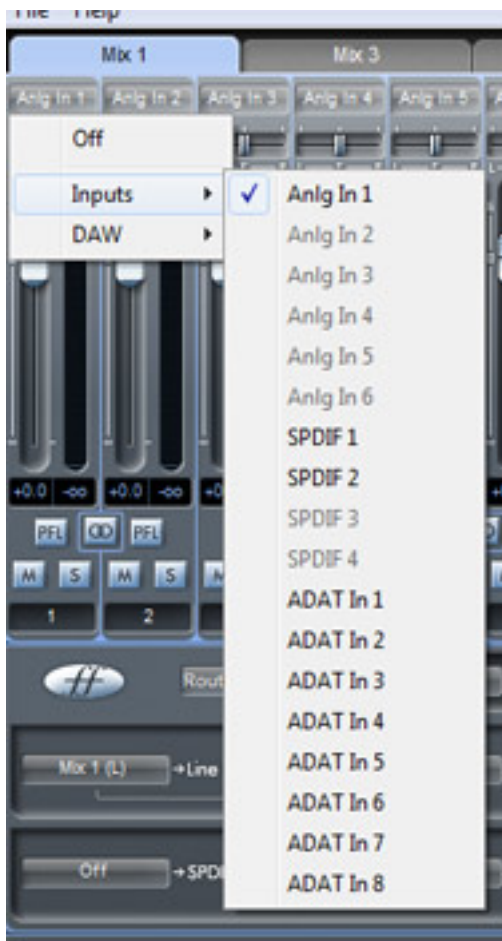 File Help
Mix 1 Mix 3
Anlg In 1 Anlg In 2 Anlg In 3 Anlg In 4 Anlg In 5
Off
Inputs
DAW
Anlg In 1
Anlg In 2
Anlg In 3
Anlg In 4
Anlg In 5
Anlg In 6
SPDIF 1
SPDIF 2
SPDIF 3
SPDIF 4
ADAT In 1
ADAT In 2
ADAT In 3
ADAT In 4
ADAT In 5
ADAT In 6
ADAT In 7
ADAT In 8
+0.0 -∞ +0.0 -∞ +0
PFL PFL
M S M S M
1 2
ff Rout
Mix 1 (L) →Line
Off →SPDI